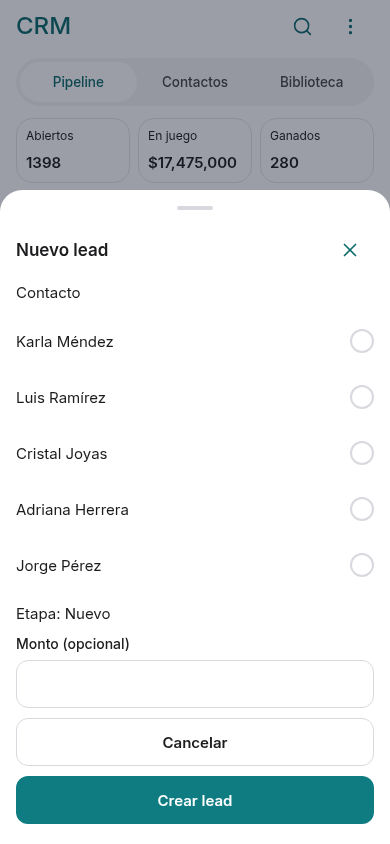 CRM
Pipeline
Contactos
Biblioteca
Abiertos
En juego
Ganados
1398
$17,475,000
280
Nuevo lead
Contacto
Karla Méndez
Luis Ramírez
Cristal Joyas
Adriana Herrera
Jorge Pérez
Etapa: Nuevo
Monto (opcional)
Cancelar
Crear lead